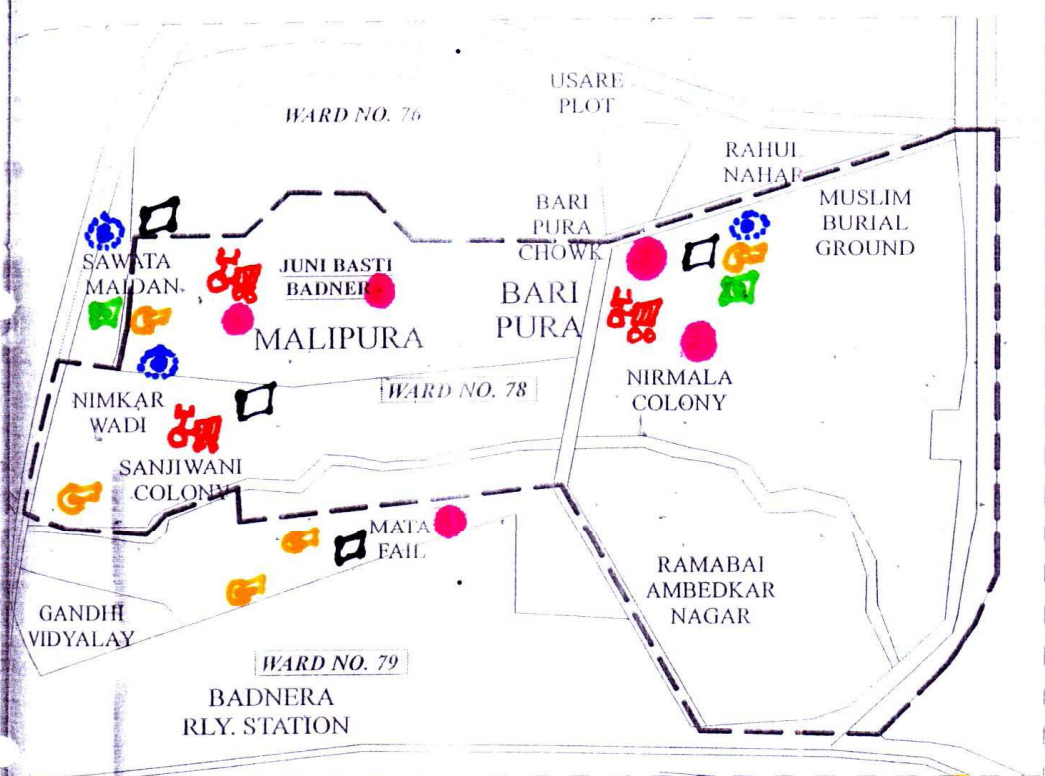 USARE
PLOT
WARD NO. 76
RAHUL
NAHAR
MUSLIM
BURIAL
GROUND
BARI
PURA
CHOWK
SAWATA
MAIDAN
JUNI BASTI
BADNERA
BARI
PURA
MALIPURA
NIRMALA
COLONY
WARD NO. 78
NIMKAR
WADI
SANJIWANI
COLONY
MATA
FAIL
RAMABAI
AMBEDKAR
NAGAR
GANDHI
VIDYALAY
WARD NO. 79
BADNERA
RLY. STATION